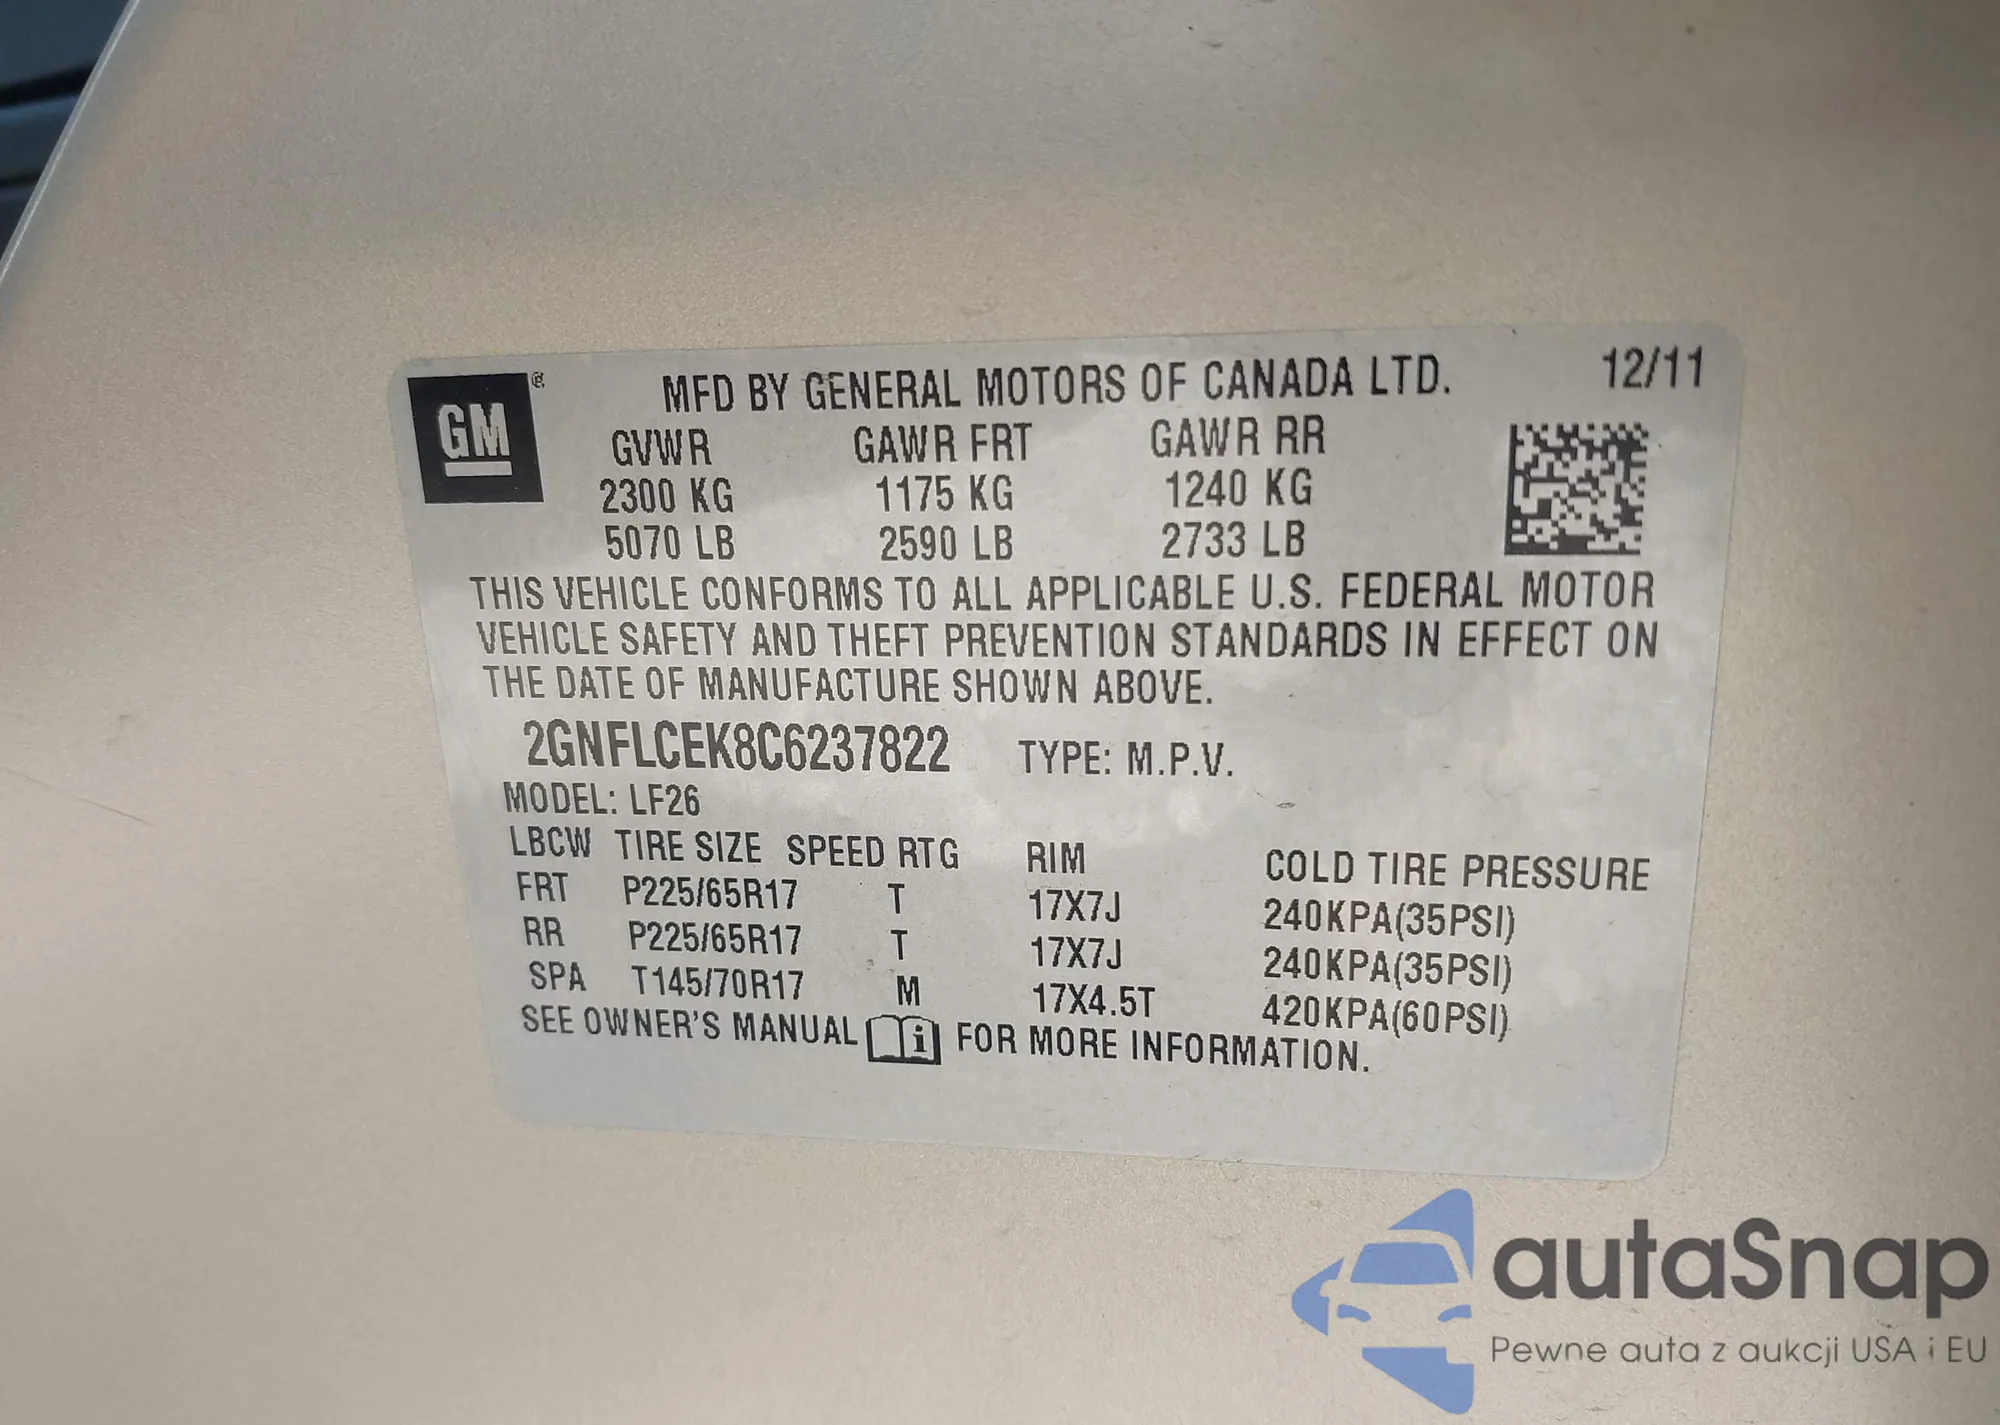 GM®
MFD BY GENERAL MOTORS OF CANADA LTD. 12/11
GVWR GAWR FRT GAWR RR
2300 KG 1175 KG 1240 KG
5070 LB 2590 LB 2733 LB
THIS VEHICLE CONFORMS TO ALL APPLICABLE U.S. FEDERAL MOTOR
VEHICLE SAFETY AND THEFT PREVENTION STANDARDS IN EFFECT ON
THE DATE OF MANUFACTURE SHOWN ABOVE.
2GNFLCEK8C6237822 TYPE: M.P.V.
MODEL: LF26
LBCW TIRE SIZE SPEED RTG RIM COLD TIRE PRESSURE
FRT P225/65R17 T 17X7J 240KPA(35PSI)
RR P225/65R17 T 17X7J 240KPA(35PSI)
SPA T145/70R17 M 17X4.5T 420KPA(60PSI)
SEE OWNER'S MANUAL i FOR MORE INFORMATION.
autaSnap
Pewne auta z aukcji USA i EU